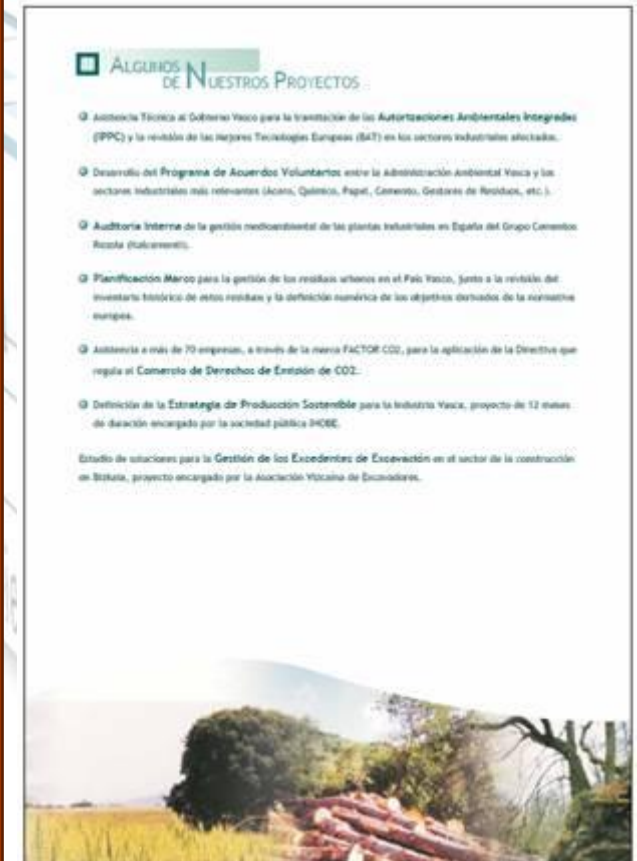 ALGUNOS
DE NUESTROS PROYECTOS
Asistencia Técnica al Gobierno Vasco para la tramitación de las Autorizaciones Ambientales Integradas
(IPPC) y la revisión de las Mejores Tecnologías Europeas (BAT) en los sectores industriales afectados.
Desarrollo del Programa de Acuerdos Voluntarios entre la Administración Ambiental Vasca y los
sectores industriales más relevantes (Acero, Químico, Papel, Cemento, Gestores de Residuos, etc.).
Auditoría Interna de la gestión medioambiental de las plantas industriales en España del Grupo Cementos
Rezola (Italcementi).
Planificación Marco para la gestión de los residuos urbanos en el País Vasco, junto a la revisión del
inventario histórico de estos residuos y la definición numérica de los objetivos derivados de la normativa
europea.
Asistencia a más de 70 empresas, a través de la marca FACTOR CO2, para la aplicación de la Directiva que
regula el Comercio de Derechos de Emisión de CO2.
Definición de la Estrategia de Producción Sostenible para la Industria Vasca, proyecto de 12 meses
de duración encargado por la sociedad pública IHOBE.
Estudio de soluciones para la Gestión de los Excedentes de Excavación en el sector de la construcción
en Bizkaia, proyecto encargado por la Asociación Vizcaína de Excavadores.